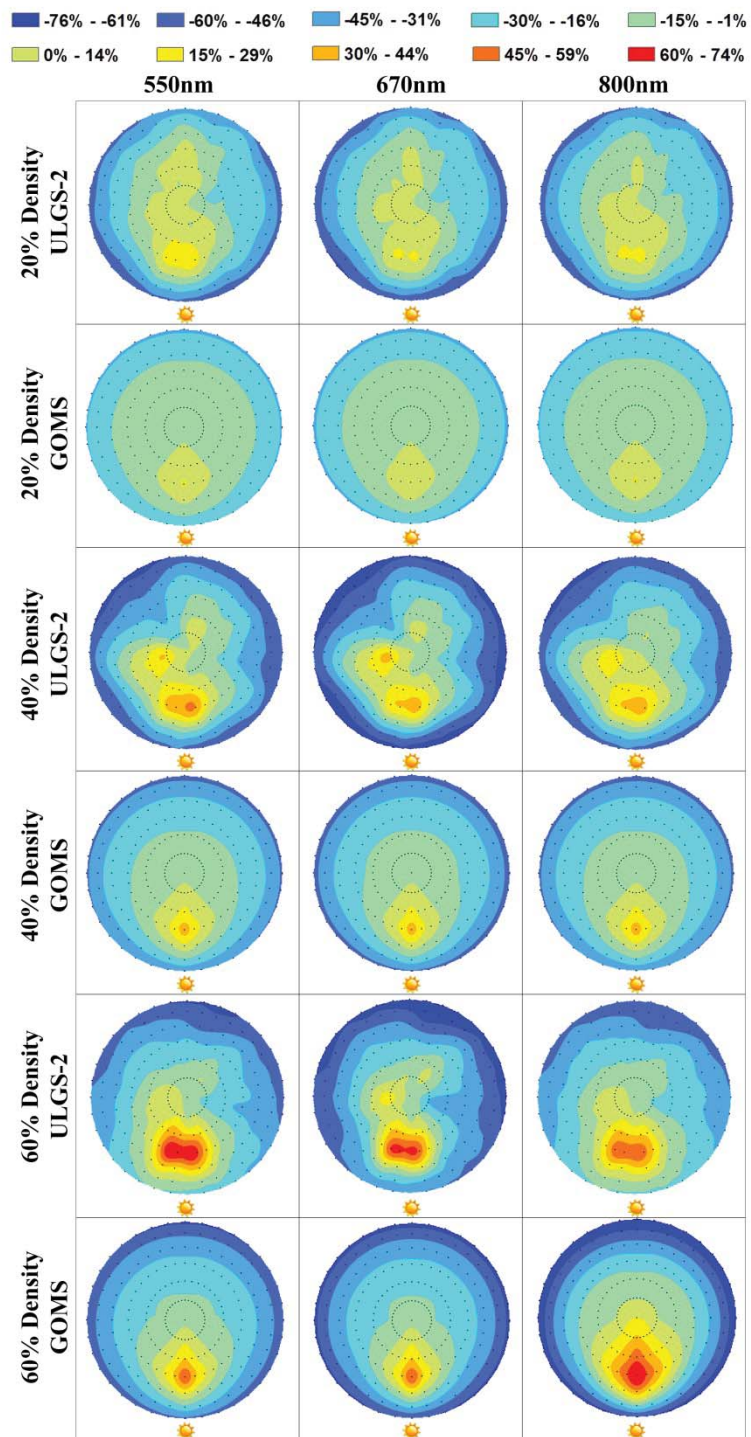 -76% - -61% -60% - -46% -45% - -31% -30% - -16% -15% - -1%
0% - 14% 15% - 29% 30% - 44% 45% - 59% 60% - 74%
550nm 670nm 800nm
20% Density
ULGS-2
20% Density
GOMS
40% Density
ULGS-2
40% Density
GOMS
60% Density
ULGS-2
60% Density
GOMS